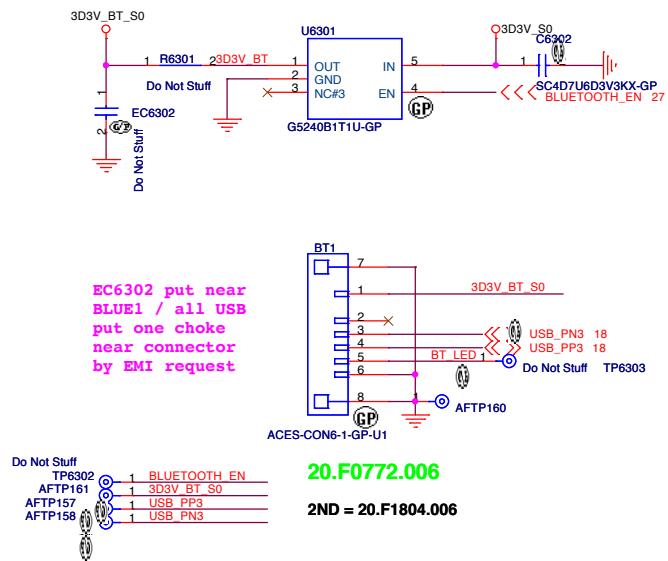 3D3V_BT_S0
3D3V_S0
U6301
C6302
1 R6301 2 3D3V_BT 1 OUT IN 5 1
2 GND
3 NC#3 EN 4
Do Not Stuff
SC4D7U6D3V3KX-GP
BLUETOOTH_EN 27
GP
G5240B1T1U-GP
1
EC6302
2
Do Not Stuff
BT1
7
1 3D3V_BT_S0
2
3 USB_PN3 18
4 USB_PP3 18
5 BT_LED 1 Do Not Stuff TP6303
6
8 1 AFTP160
GP
ACES-CON6-1-GP-U1
EC6302 put near
BLUE1 / all USB
put one choke
near connector
by EMI request
Do Not Stuff
TP6302 1 BLUETOOTH_EN
AFTP161 1 3D3V_BT_S0
AFTP157 1 USB_PP3
AFTP158 1 USB_PN3
20.F0772.006
2ND = 20.F1804.006